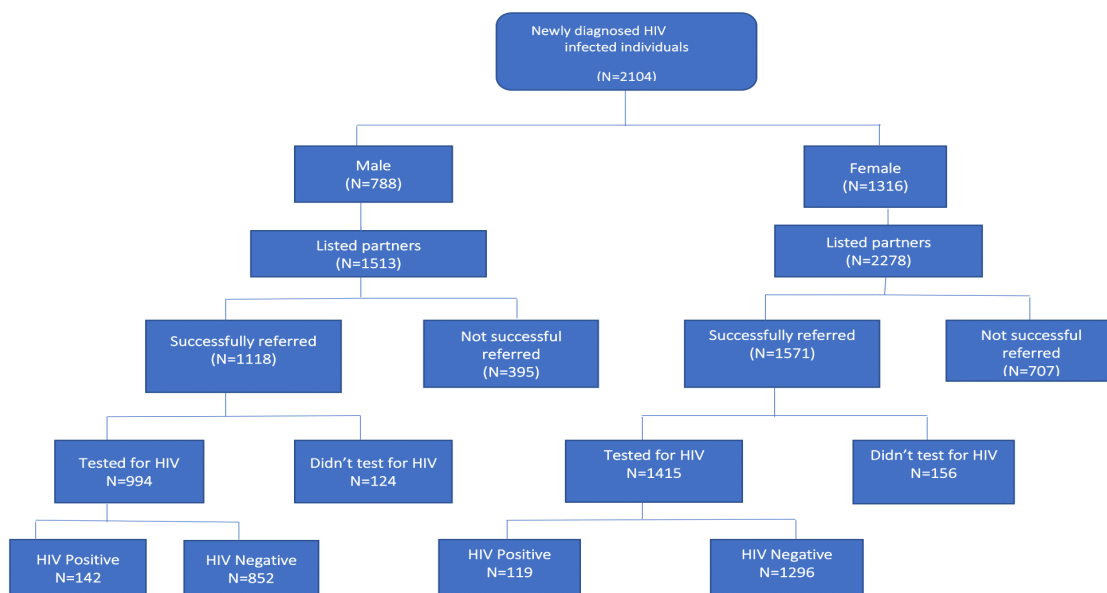 Newly diagnosed HIV
infected individuals
(N=2104)
Male
(N=788)
Female
(N=1316)
Listed partners
(N=1513)
Listed partners
(N=2278)
Successfully referred
(N=1118)
Not successful
referred
(N=395)
Successfully referred
(N=1571)
Not successful
referred
(N=707)
Tested for HIV
N=994
Didn't test for HIV
N=124
Tested for HIV
N=1415
Didn't test for HIV
N=156
HIV Positive
N=142
HIV Negative
N=852
HIV Positive
N=119
HIV Negative
N=1296